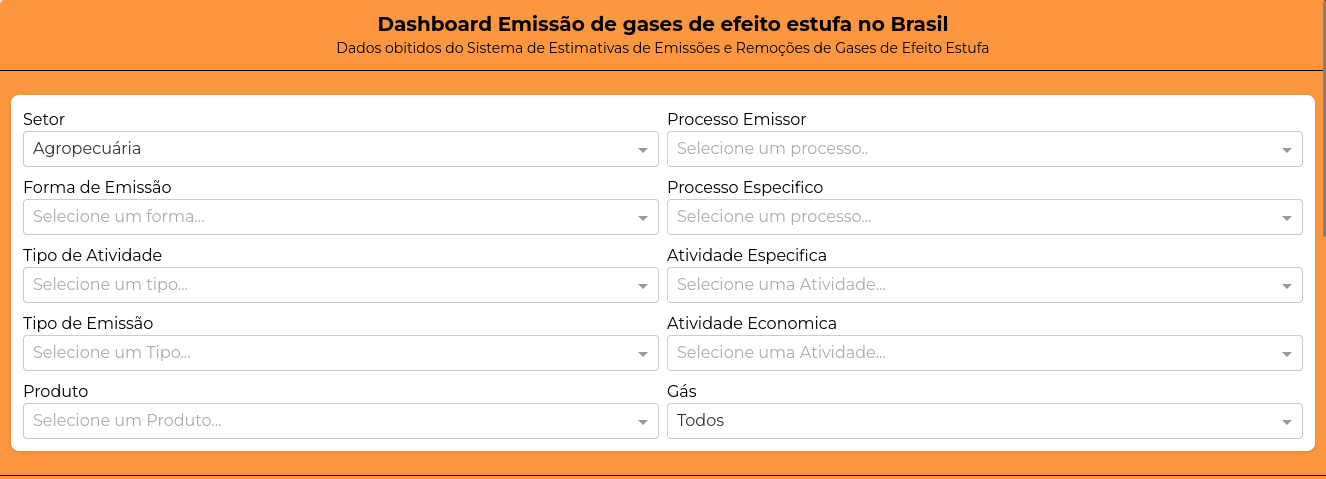 Dashboard Emissão de gases de efeito estufa no Brasil
Dados obitidos do Sistema de Estimativas de Emissões e Remoções de Gases de Efeito Estufa
Setor
Agropecuária
Processo Emissor
Selecione um processo..
Forma de Emissão
Selecione um forma...
Processo Especifico
Selecione um processo...
Tipo de Atividade
Selecione um tipo...
Atividade Especifica
Selecione uma Atividade...
Tipo de Emissão
Selecione um Tipo...
Atividade Economica
Selecione uma Atividade...
Produto
Selecione um Produto...
Gás
Todos